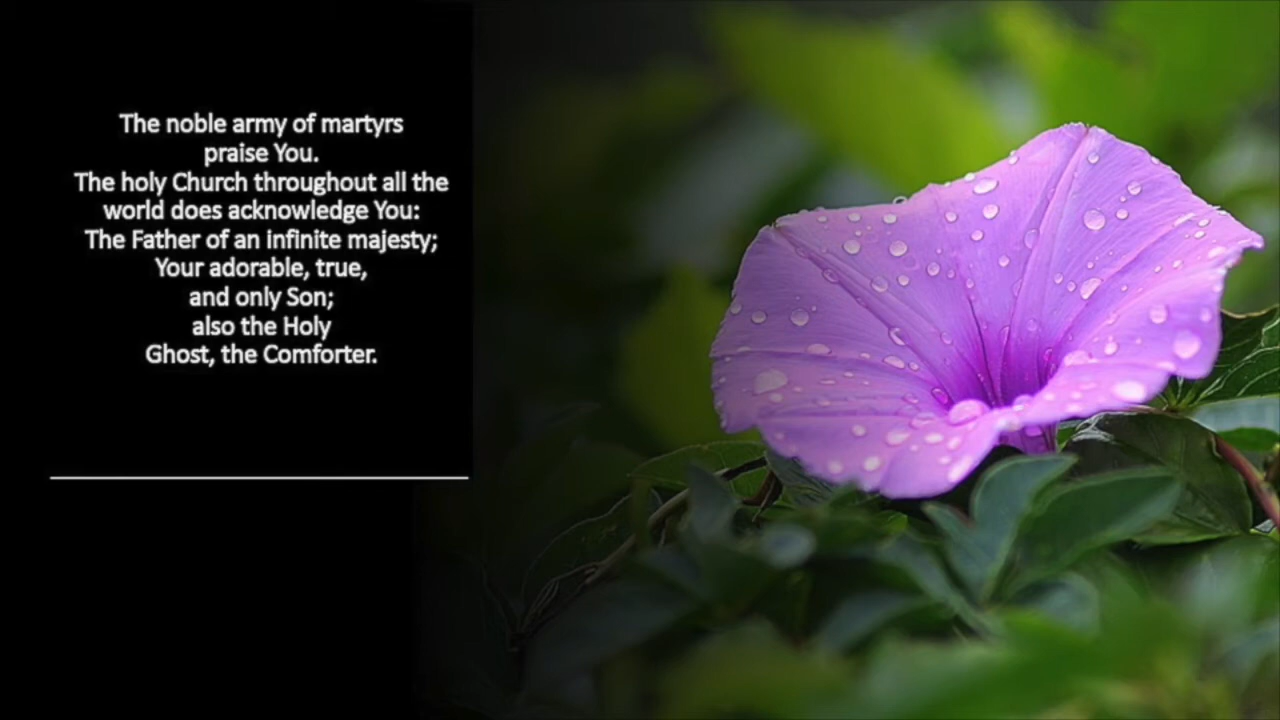 The noble army of martyrs
praise You.
The holy Church throughout all the
world does acknowledge You:
The Father of an infinite majesty;
Your adorable, true,
and only Son;
also the Holy
Ghost, the Comforter.